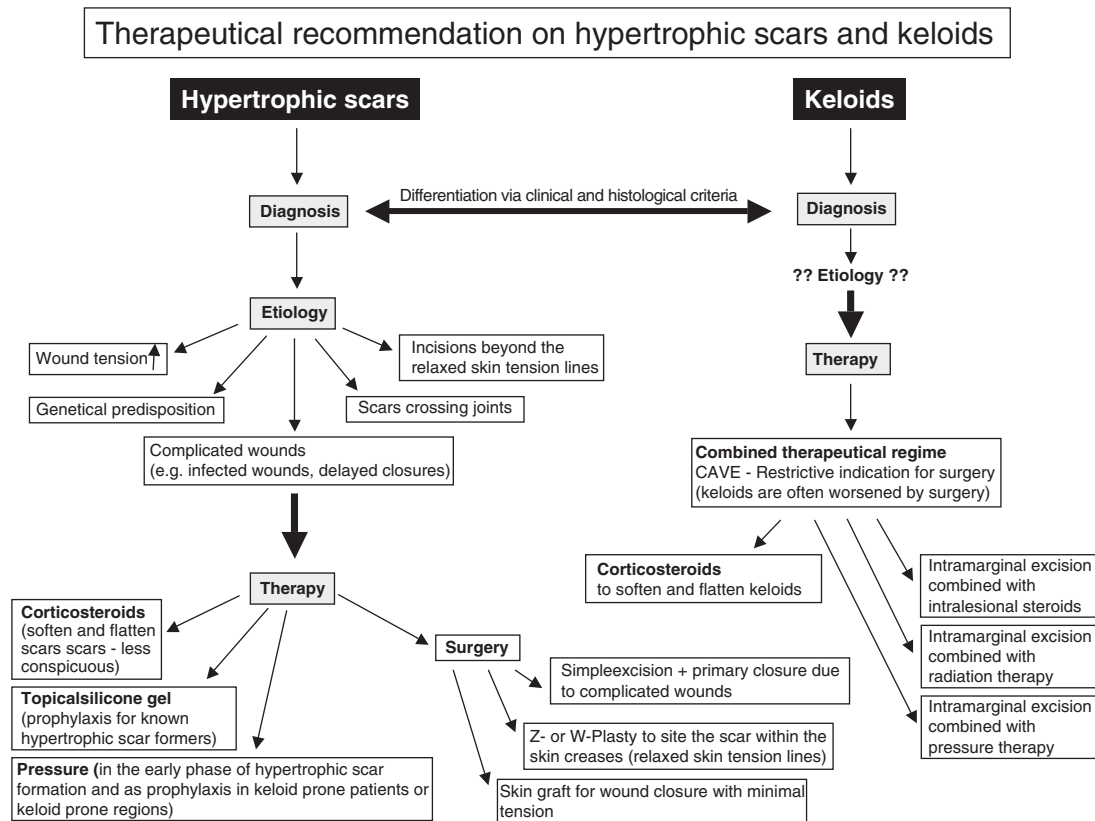 Therapeutical recommendation on hypertrophic scars and keloids
Hypertrophic scars
Keloids
Differentiation via clinical and histological criteria
Diagnosis
Diagnosis
?? Etiology ??
Etiology
Wound tension
Incisions beyond the
relaxed skin tension lines
Therapy
Genetical predisposition
Scars crossing joints
Complicated wounds
(e.g. infected wounds, delayed closures)
Combined therapeutical regime
CAVE - Restrictive indication for surgery
(keloids are often worsened by surgery)
Therapy
Corticosteroids
to soften and flatten keloids
Intramarginal excision
combined with
intralesional steroids
Corticosteroids
(soften and flatten
scars scars - less
conspicuous)
Surgery
Intramarginal excision
combined with
radiation therapy
Simpleexcision + primary closure due
to complicated wounds
Topicalsilicone gel
(prophylaxis for known
hypertrophic scar formers)
Intramarginal excision
combined with
pressure therapy
Z- or W-Plasty to site the scar within the
skin creases (relaxed skin tension lines)
Pressure (in the early phase of hypertrophic scar
formation and as prophylaxis in keloid prone patients or
keloid prone regions)
Skin graft for wound closure with minimal
tension